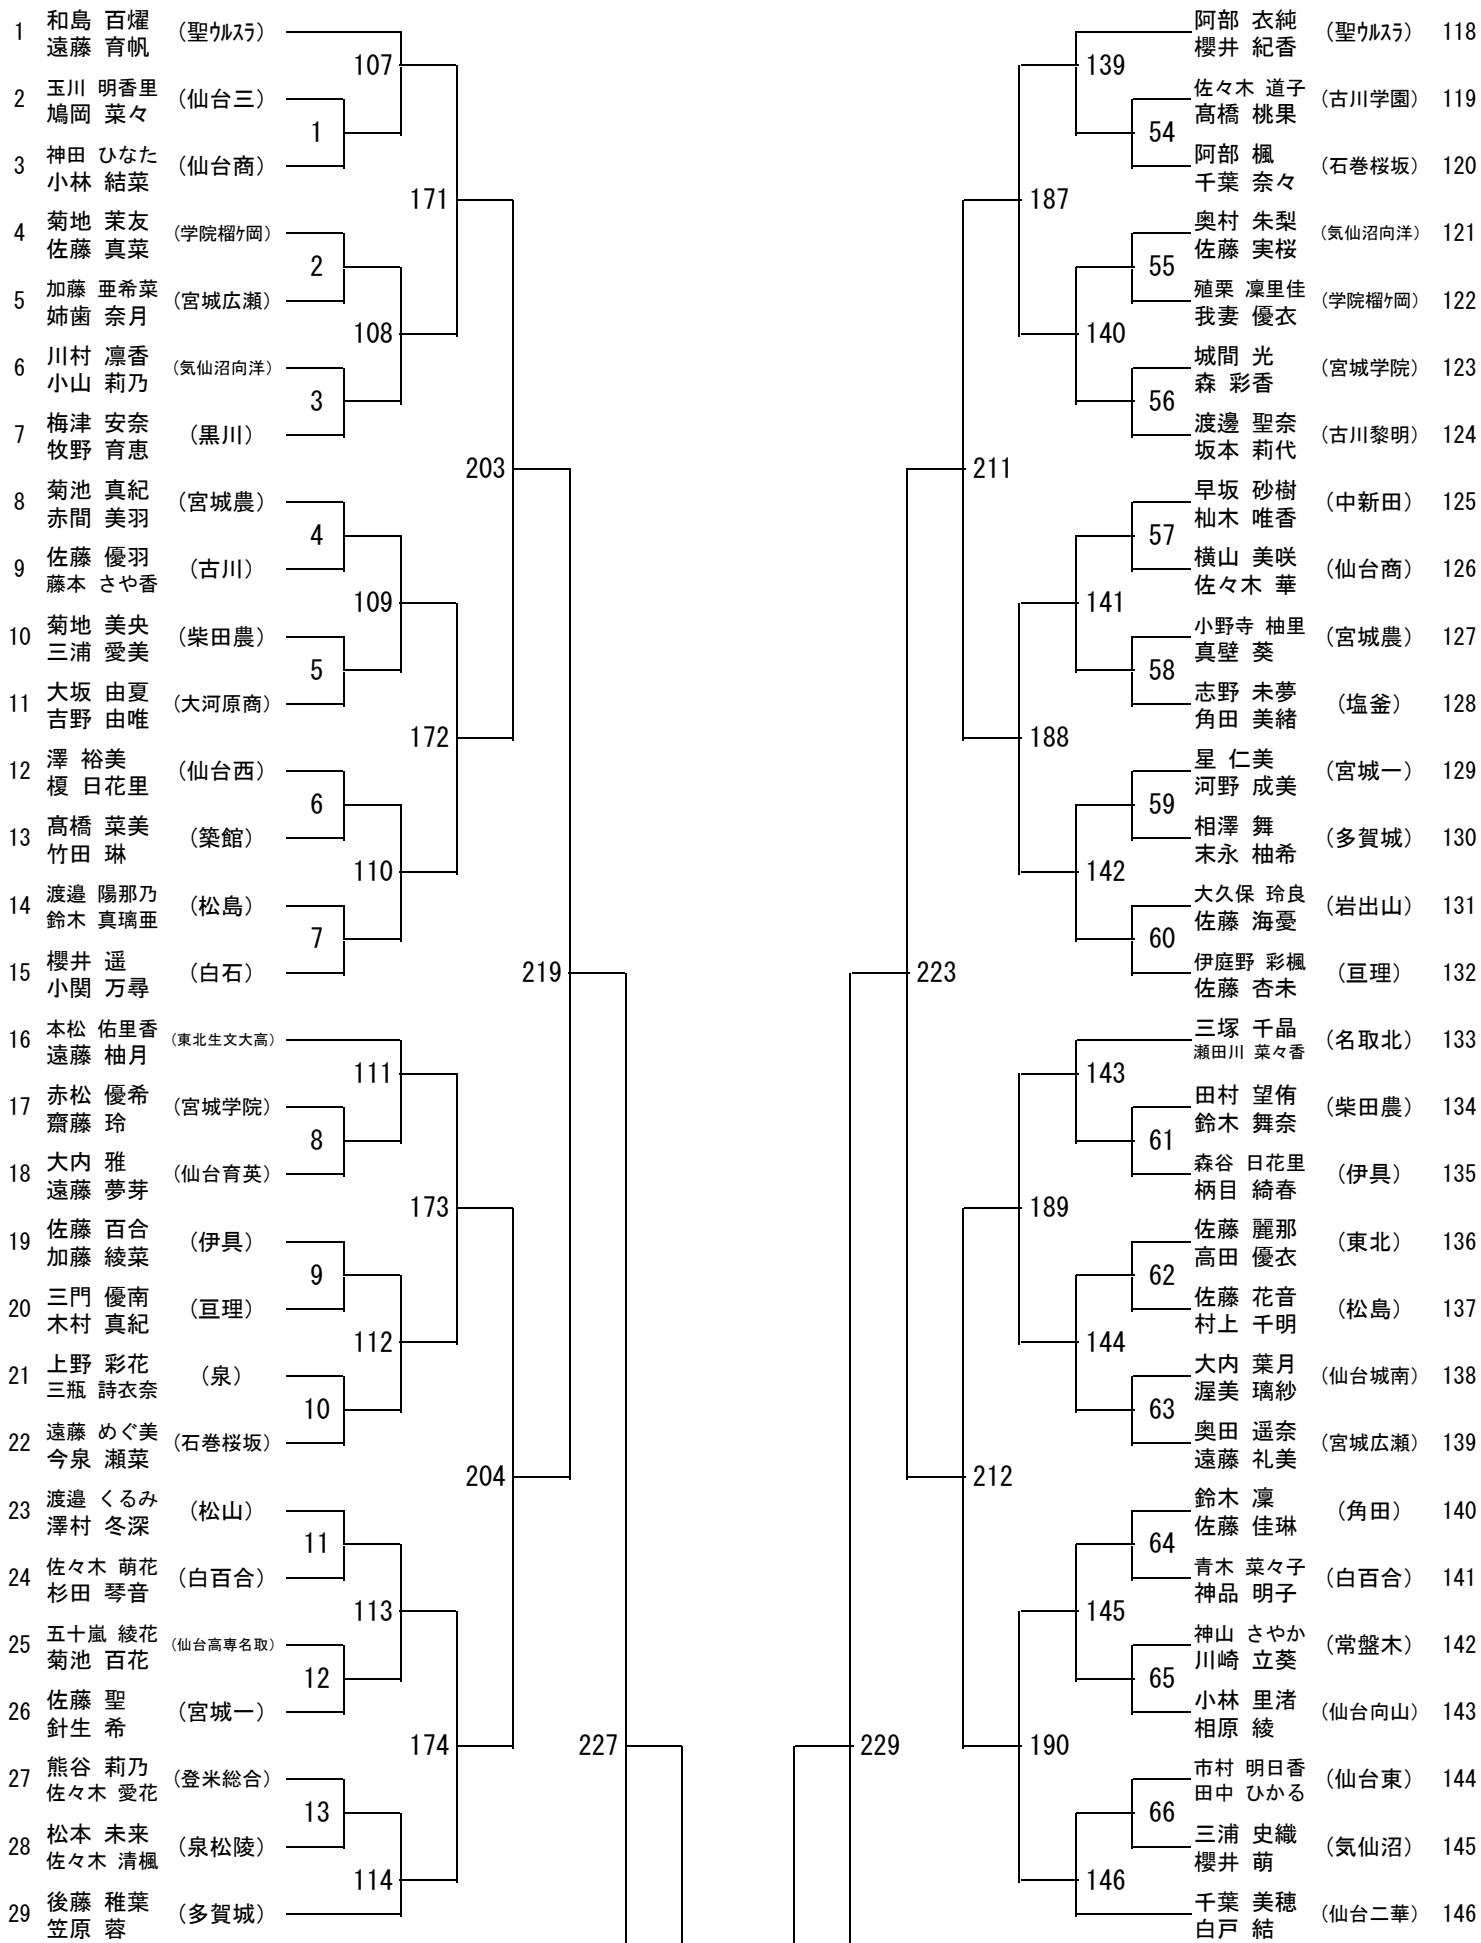 1 和島 百燿 (聖ウルスラ)
遠藤 育帆
107
2 玉川 明香里 (仙台三)
鳰岡 菜々
1
3 神田 ひなた (仙台商)
小林 結菜
171
4 菊地 茉友 (学院榴ケ岡)
佐藤 真菜
2
5 加藤 亜希菜 (宮城広瀬)
姉歯 奈月
108
6 川村 凛香 (気仙沼向洋)
小山 莉乃
3
7 梅津 安奈 (黒川)
牧野 育恵
203
8 菊池 真紀 (宮城農)
赤間 美羽
4
9 佐藤 優羽 (古川)
藤本 さや香
109
10 菊地 美央 (柴田農)
三浦 愛美
5
11 大坂 由夏 (大河原商)
吉野 由唯
172
12 澤 裕美 (仙台西)
榎 日花里
6
13 髙橋 菜美 (築館)
竹田 琳
110
14 渡邉 陽那乃 (松島)
鈴木 真璃亜
7
15 櫻井 遥 (白石)
小関 万尋
219
16 本松 佑里香 (東北生文大高)
遠藤 柚月
111
17 赤松 優希 (宮城学院)
齋藤 玲
8
18 大内 雅 (仙台育英)
遠藤 夢芽
173
19 佐藤 百合 (伊具)
加藤 綾菜
9
20 三門 優南 (亘理)
木村 真紀
112
21 上野 彩花 (泉)
三瓶 詩衣奈
10
22 遠藤 めぐ美 (石巻桜坂)
今泉 瀬菜
204
23 渡邉 くるみ (松山)
澤村 冬深
11
24 佐々木 萌花 (白百合)
杉田 琴音
113
25 五十嵐 綾花 (仙台高専名取)
菊池 百花
12
26 佐藤 聖 (宮城一)
針生 希
174
227
27 熊谷 莉乃 (登米総合)
佐々木 愛花
13
28 松本 未来 (泉松陵)
佐々木 清楓
114
29 後藤 稚葉 (多賀城)
笠原 蓉
阿部 衣純 (聖ウルスラ) 118
櫻井 紀香
139
佐々木 道子 (古川学園) 119
髙橋 桃果
54
阿部 楓 (石巻桜坂) 120
千葉 奈々
187
奥村 朱梨 (気仙沼向洋) 121
佐藤 実桜
55
殖栗 凜里佳 (学院榴ケ岡) 122
我妻 優衣
140
城間 光 (宮城学院) 123
森 彩香
56
渡邊 聖奈 (古川黎明) 124
坂本 莉代
211
早坂 砂樹 (中新田) 125
杣木 唯香
57
横山 美咲 (仙台商) 126
佐々木 華
141
小野寺 柚里 (宮城農) 127
真壁 葵
58
志野 未夢 (塩釜) 128
角田 美緒
188
星 仁美 (宮城一) 129
河野 成美
59
相澤 舞 (多賀城) 130
末永 柚希
142
大久保 玲良 (岩出山) 131
佐藤 海憂
60
伊庭野 彩楓 (亘理) 132
佐藤 杏未
223
三塚 千晶 (名取北) 133
瀬田川 菜々香
143
田村 望侑 (柴田農) 134
鈴木 舞奈
61
森谷 日花里 (伊具) 135
柄目 綺春
189
佐藤 麗那 (東北) 136
高田 優衣
62
佐藤 花音 (松島) 137
村上 千明
144
大内 葉月 (仙台城南) 138
渥美 璃紗
63
奥田 遥奈 (宮城広瀬) 139
遠藤 礼美
212
鈴木 凜 (角田) 140
佐藤 佳琳
64
青木 菜々子 (白百合) 141
神品 明子
145
神山 さやか (常盤木) 142
川崎 立葵
65
小林 里渚 (仙台向山) 143
相原 綾
229
190
市村 明日香 (仙台東) 144
田中 ひかる
66
三浦 史織 (気仙沼) 145
櫻井 萌
146
千葉 美穂 (仙台二華) 146
白戸 結